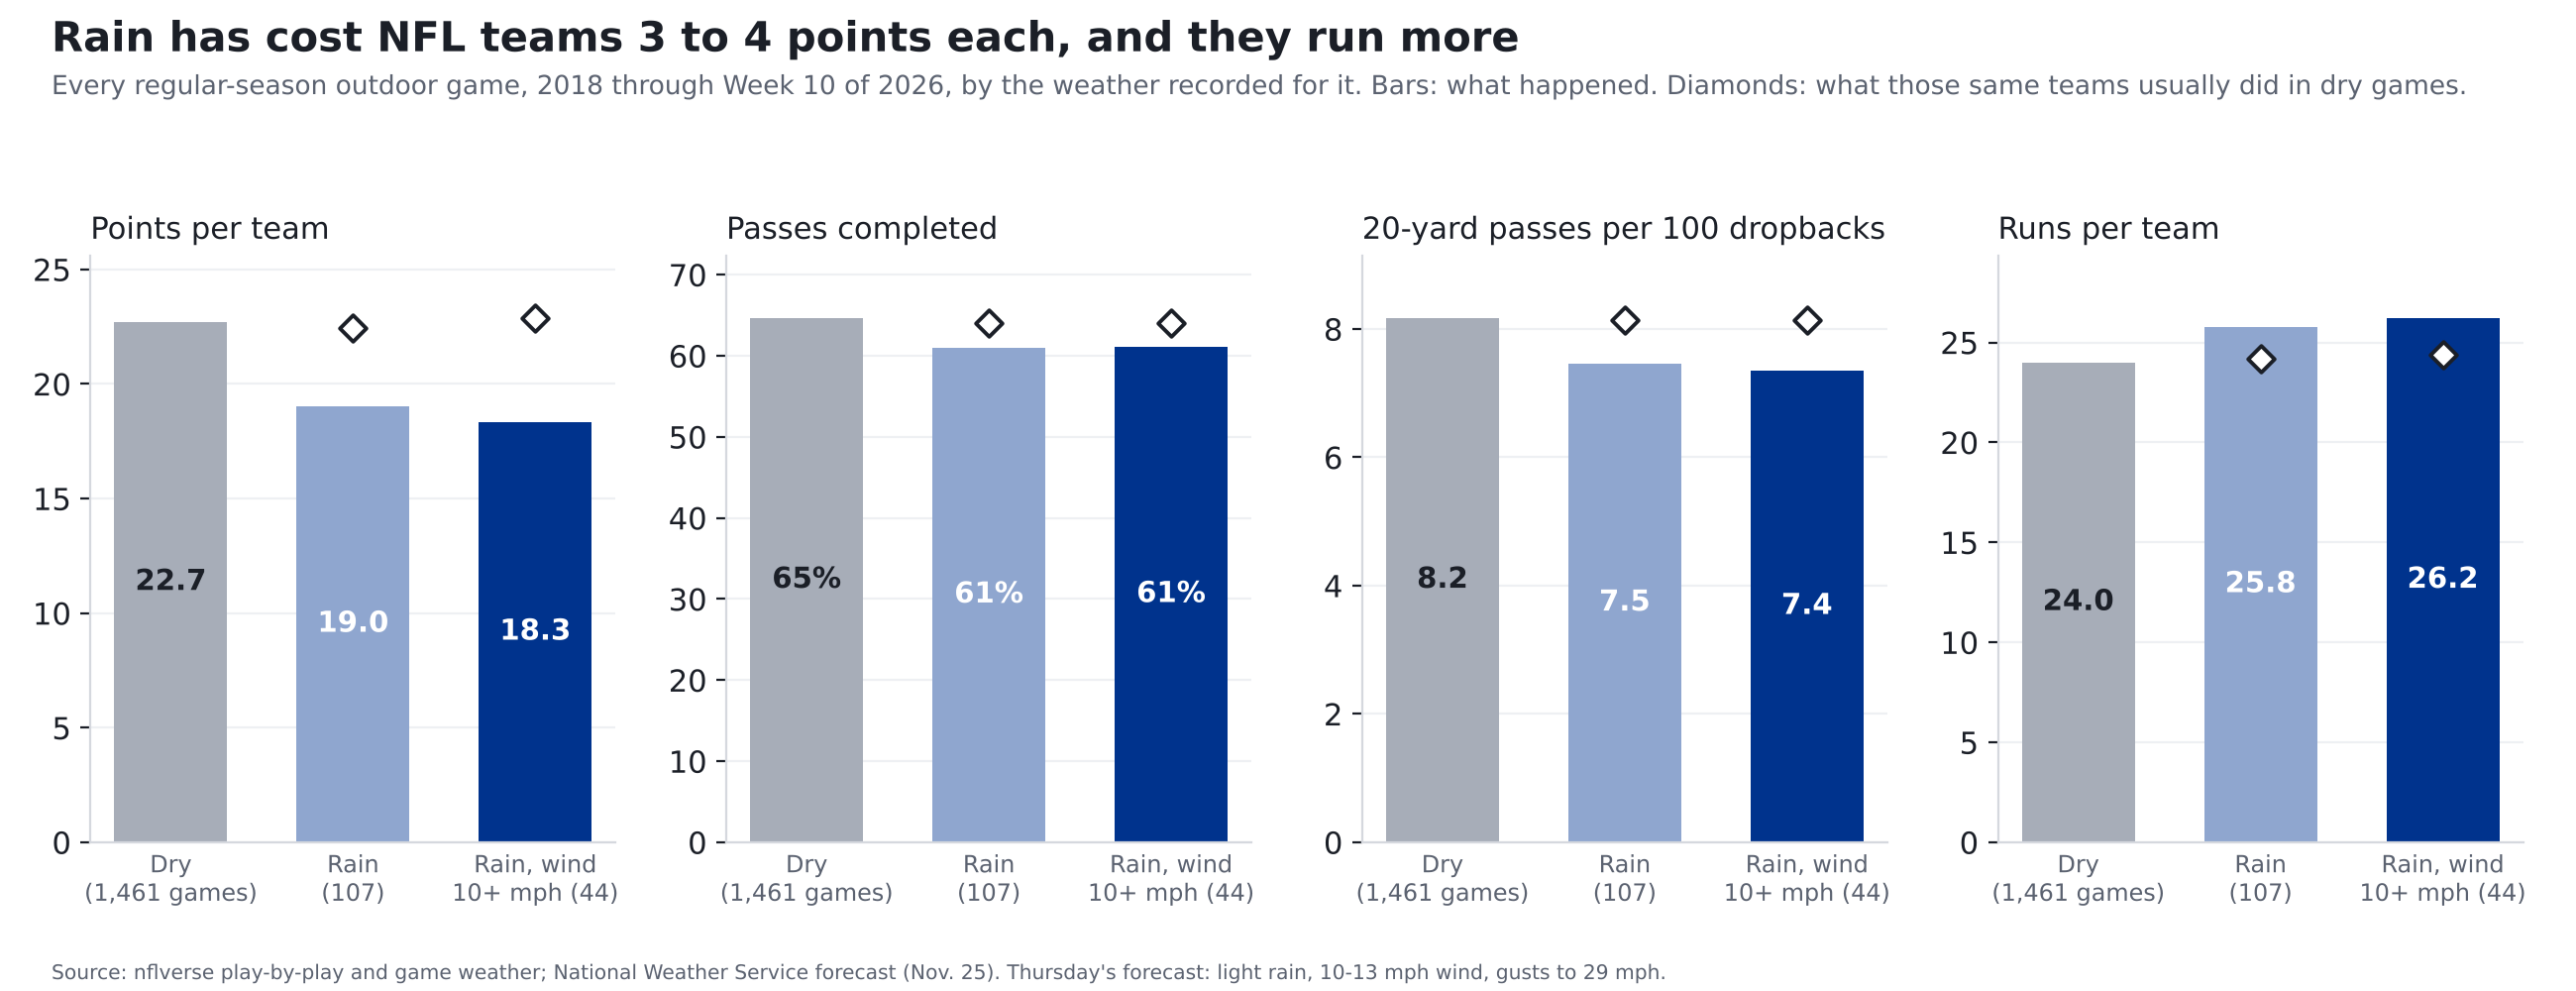 Rain has cost NFL teams 3 to 4 points each, and they run more
Every regular-season outdoor game, 2018 through Week 10 of 2026, by the weather recorded for it. Bars: what happened. Diamonds: what those same teams usually did in dry games.
Points per team
25
20
15
10
5
0
22.7
19.0
18.3
Dry
(1,461 games)
Rain
(107)
Rain, wind
10+ mph (44)
Passes completed
70
60
50
40
30
20
10
0
65%
61%
61%
Dry
(1,461 games)
Rain
(107)
Rain, wind
10+ mph (44)
20-yard passes per 100 dropbacks
8
6
4
2
0
8.2
7.5
7.4
Dry
(1,461 games)
Rain
(107)
Rain, wind
10+ mph (44)
Runs per team
25
20
15
10
5
0
24.0
25.8
26.2
Dry
(1,461 games)
Rain
(107)
Rain, wind
10+ mph (44)
Source: nflverse play-by-play and game weather; National Weather Service forecast (Nov. 25). Thursday's forecast: light rain, 10-13 mph wind, gusts to 29 mph.